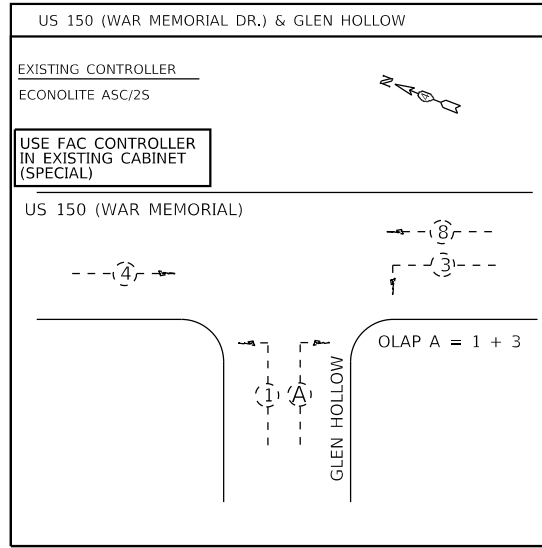 US 150 (WAR MEMORIAL DR.) & GLEN HOLLOW
EXISTING CONTROLLER
ECONOLITE ASC/2S
N
USE FAC CONTROLLER
IN EXISTING CABINET
(SPECIAL)
US 150 (WAR MEMORIAL)
8
4
3
OLAP A = 1 + 3
1
A
GLEN HOLLOW